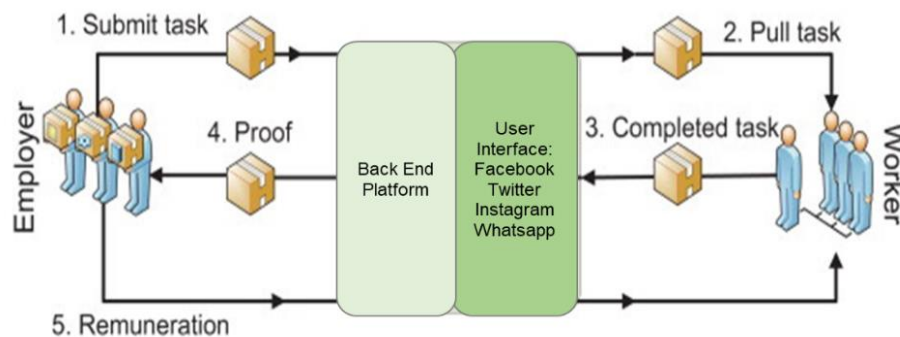 1. Submit task
2. Pull task
Employer
4. Proof
Back End
Platform
User
Interface:
Facebook
Twitter
Instagram
Whatsapp
3. Completed task
Worker
5. Remuneration